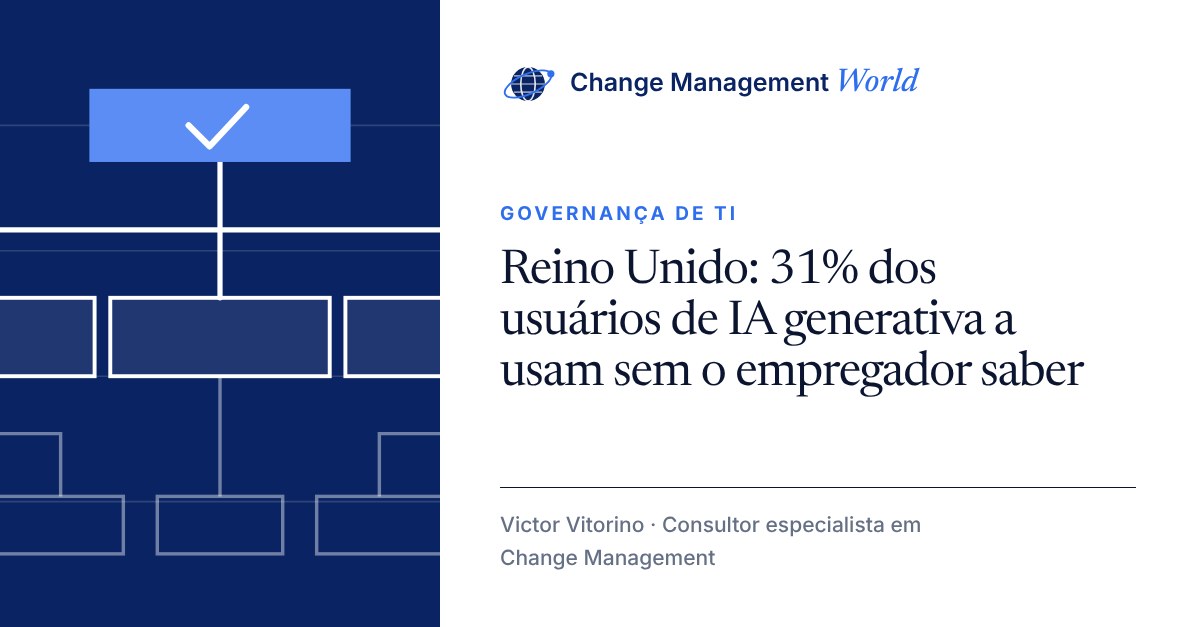 Change Management World
GOVERNANÇA DE TI
Reino Unido: 31% dos
usuários de IA generativa a
usam sem o empregador saber
Victor Vitorino · Consultor especialista em
Change Management